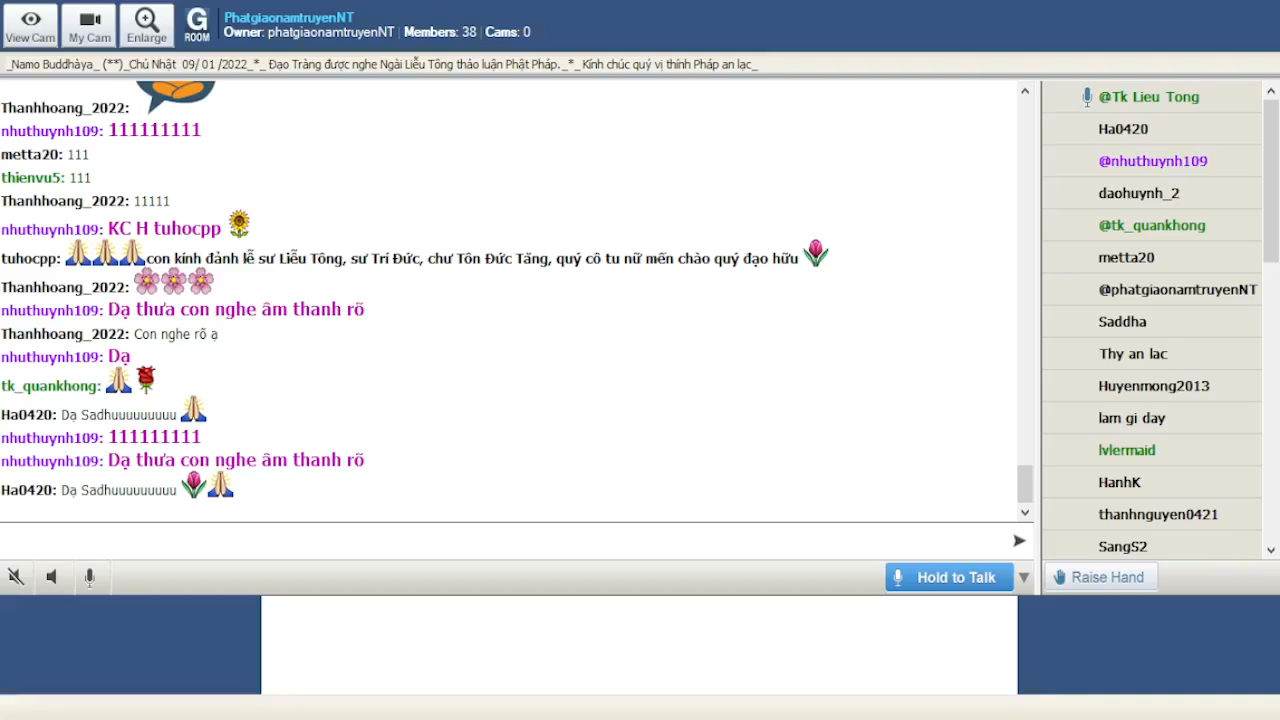 View Cam
My Cam
Enlarge
G
ROOM
PhatgiaonamtruyenNT
Owner: phatgiaonamtruyenNT | Members: 38 | Cams: 0
_Namo Buddhàya_ (**)_Chủ Nhật 09/ 01 /2022_*_ Đạo Tràng được nghe Ngài Liễu Tông thảo luận Phật Pháp._*_Kính chúc quý vị thính Pháp an lạc_
Thanhhoang_2022:
nhuthuynh109: 111111111
metta20: 111
thienvu5: 111
Thanhhoang_2022: 11111
nhuthuynh109: KC H tuhocpp
tuhocpp: con kính đảnh lễ sư Liễu Tông, sư Trí Đức, chư Tôn Đức Tăng, quý cô tu nữ mến chào quý đạo hữu
Thanhhoang_2022:
nhuthuynh109: Dạ thưa con nghe âm thanh rõ
Thanhhoang_2022: Con nghe rõ ạ
nhuthuynh109: Dạ
tk_quankhong:
Ha0420: Dạ Sadhuuuuuuuuu
nhuthuynh109: 111111111
nhuthuynh109: Dạ thưa con nghe âm thanh rõ
Ha0420: Dạ Sadhuuuuuuuuu
Hold to Talk
@Tk Lieu Tong
Ha0420
@nhuthuynh109
daohuynh_2
@tk_quankhong
metta20
@phatgiaonamtruyenNT
Saddha
Thy an lac
Huyenmong2013
lam gi day
lvlermaid
HanhK
thanhnguyen0421
SangS2
Raise Hand